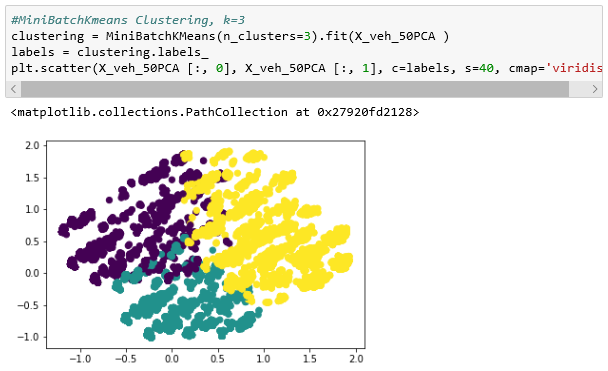 #MiniBatchKmeans Clustering, k=3
clustering = MiniBatchKMeans(n_clusters=3).fit(X_veh_50PCA )
labels = clustering.labels_
plt.scatter(X_veh_50PCA [:, 0], X_veh_50PCA [:, 1], c=labels, s=40, cmap='viridis
<matplotlib.collections.PathCollection at 0x27920fd2128>
2.0
1.5
1.0
0.5
0.0
−0.5
−1.0
−1.0 −0.5 0.0 0.5 1.0 1.5 2.0